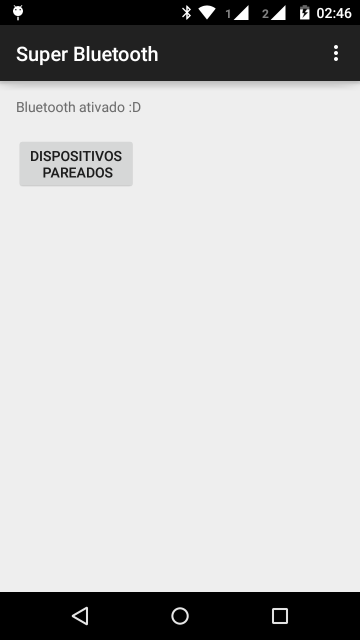 1 2 02:46
Super Bluetooth
Bluetooth ativado :D
DISPOSITIVOS
PAREADOS